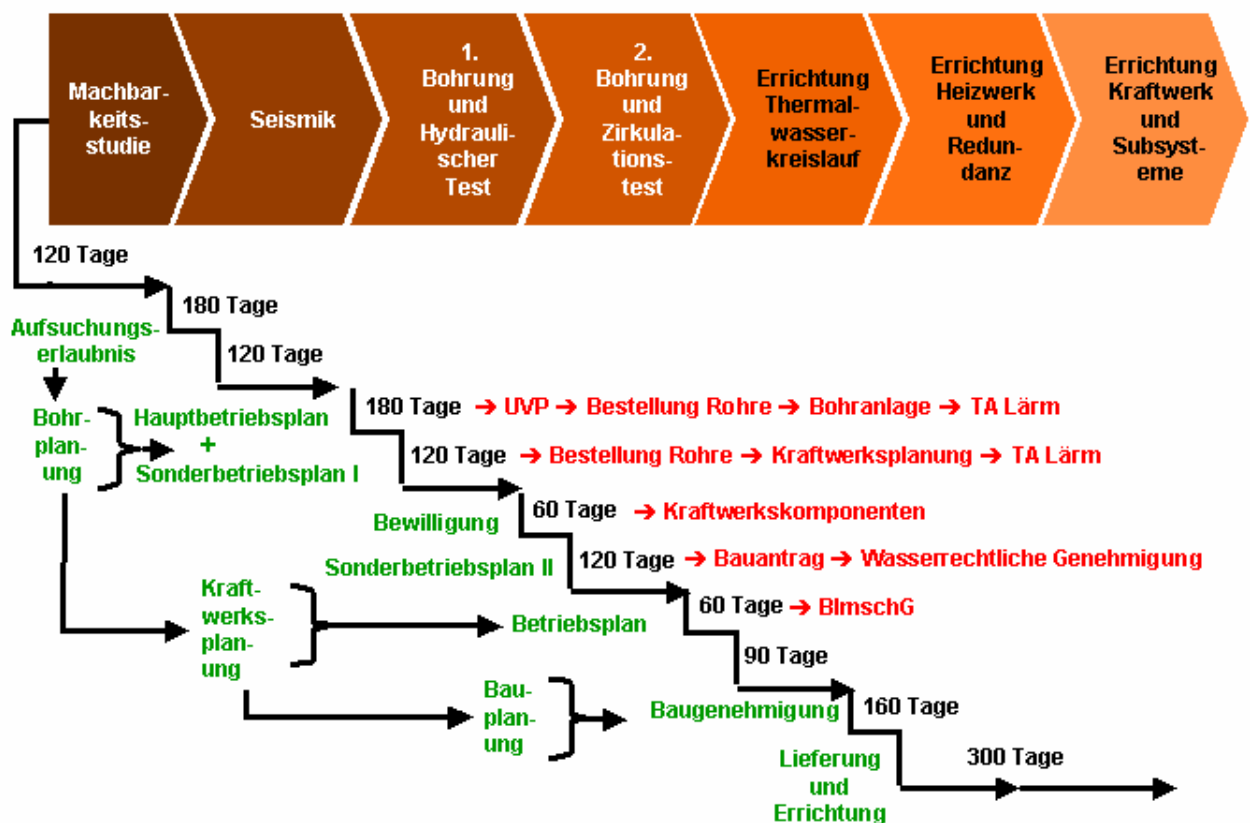 Machbar-
keits-
studie
Seismik
1.
Bohrung
und
Hydrauli-
scher
Test
2.
Bohrung
und
Zirkula-
tions-
test
Errichtung
Thermal-
wasser-
kreislauf
Errichtung
Heizwerk
und
Redun-
danz
Errichtung
Kraftwerk
und
Subsyst-
eme
120 Tage
180 Tage
Aufsuchungs-
erlaubnis
120 Tage
Bohr-
plan-
ung
Hauptbetriebsplan
+
Sonderbetriebsplan I
180 Tage → UVP → Bestellung Rohre → Bohranlage → TA Lärm
120 Tage → Bestellung Rohre → Kraftwerksplanung → TA Lärm
Bewilligung
60 Tage → Kraftwerkskomponenten
Sonderbetriebsplan II
120 Tage → Bauantrag → Wasserrechtliche Genehmigung
Kraft-
werks-
plan-
ung
Betriebsplan
60 Tage → BImschG
90 Tage
Bau-
plan-
ung
Baugenehmigung
160 Tage
Lieferung
und
Errichtung
300 Tage